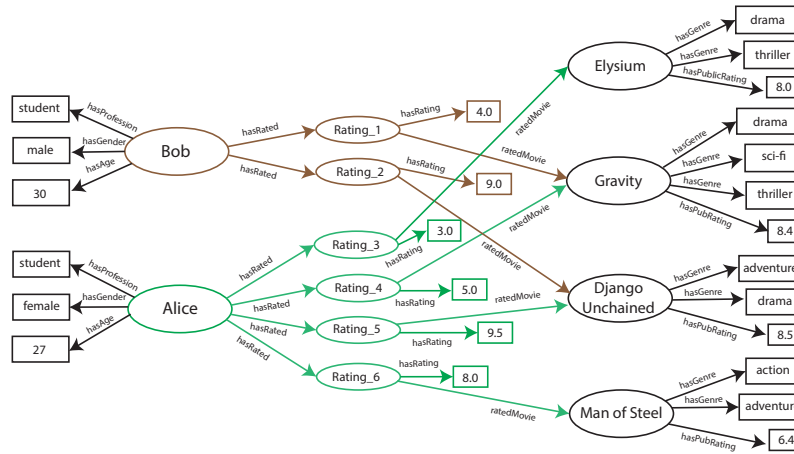 drama
hasGenre
Elysium
hasGenre
thriller
hasPublicRating
8.0
student
hasProfession
male
hasGender
Bob
hasAge
30
hasRated
Rating_1
hasRating
4.0
ratedMovie
hasRated
Rating_2
hasRating
9.0
ratedMovie
ratedMovie
drama
hasGenre
Gravity
hasGenre
sci-fi
hasGenre
thriller
hasPubRating
8.4
student
hasProfession
female
hasGender
Alice
hasAge
27
hasRated
Rating_3
3.0
hasRating
ratedMovie
hasRated
Rating_4
5.0
hasRating
hasRated
Rating_5
ratedMovie
9.5
hasRating
hasRated
Rating_6
hasRating
8.0
ratedMovie
adventure
hasGenre
Django
Unchained
hasGenre
drama
hasPubRating
8.5
action
hasGenre
Man of Steel
hasGenre
adventur
hasPubRating
6.4